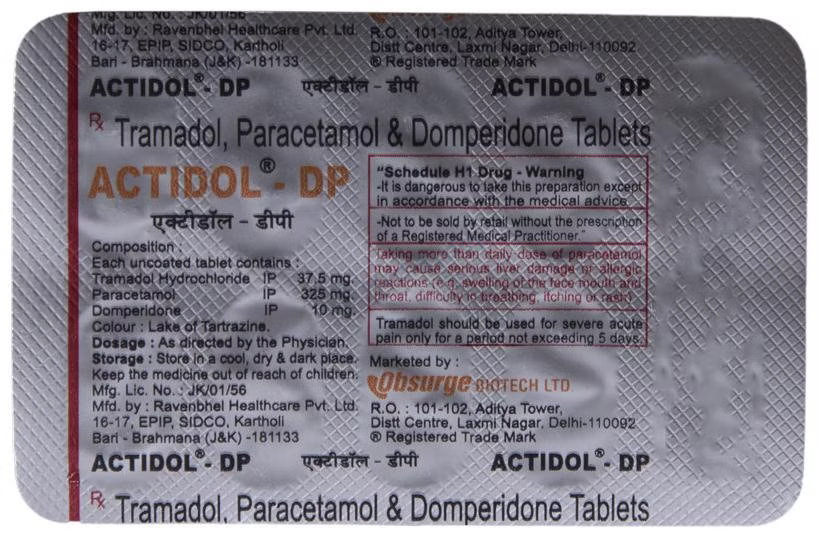 Mfg. Lic. No. : JK/01/56
Mfd. by : Ravenbhel Healthcare Pvt. Ltd.
16-17, EPIP, SIDCO, Kartholi
Bari - Brahmana (J&K) -181133
Obsurge
R.O. : 101-102, Aditya Tower,
Distt Centre, Laxmi Nagar, Delhi-110092
® Registered Trade Mark
ACTIDOL® - DP एक्टीडॉल – डीपी ACTIDOL® - DP
Rx Tramadol, Paracetamol & Domperidone Tablets
ACTIDOL® - DP
एक्टीडॉल – डीपी
Composition :
Each uncoated tablet contains :
Tramadol Hydrochloride IP 37.5 mg.
Paracetamol IP 325 mg.
Domperidone IP 10 mg.
Colour : Lake of Tartrazine.
Dosage : As directed by the Physician.
Storage : Store in a cool, dry & dark place.
Keep the medicine out of reach of children.
Mfg. Lic. No. : JK/01/56
Mfd. by : Ravenbhel Healthcare Pvt. Ltd.
16-17, EPIP, SIDCO, Kartholi
Bari - Brahmana (J&K) -181133
"Schedule H1 Drug - Warning
-It is dangerous to take this preparation except
in accordance with the medical advice
-Not to be sold by retail without the prescription
of a Registered Medical Practitioner."
Taking more than daily dose of paracetamol
may cause serious liver damage or allergic
reactions (e.g. swelling of the face mouth and
throat, difficulty in breathing, itching or rash)
Tramadol should be used for severe acute
pain only for a period not exceeding 5 days.
Marketed by :
Obsurge BIOTECH LTD
R.O. : 101-102, Aditya Tower,
Distt Centre, Laxmi Nagar, Delhi-110092
® Registered Trade Mark
ACTIDOL® - DP एक्टीडॉल – डीपी ACTIDOL® - DP
Rx Tramadol, Paracetamol & Domperidone Tablets